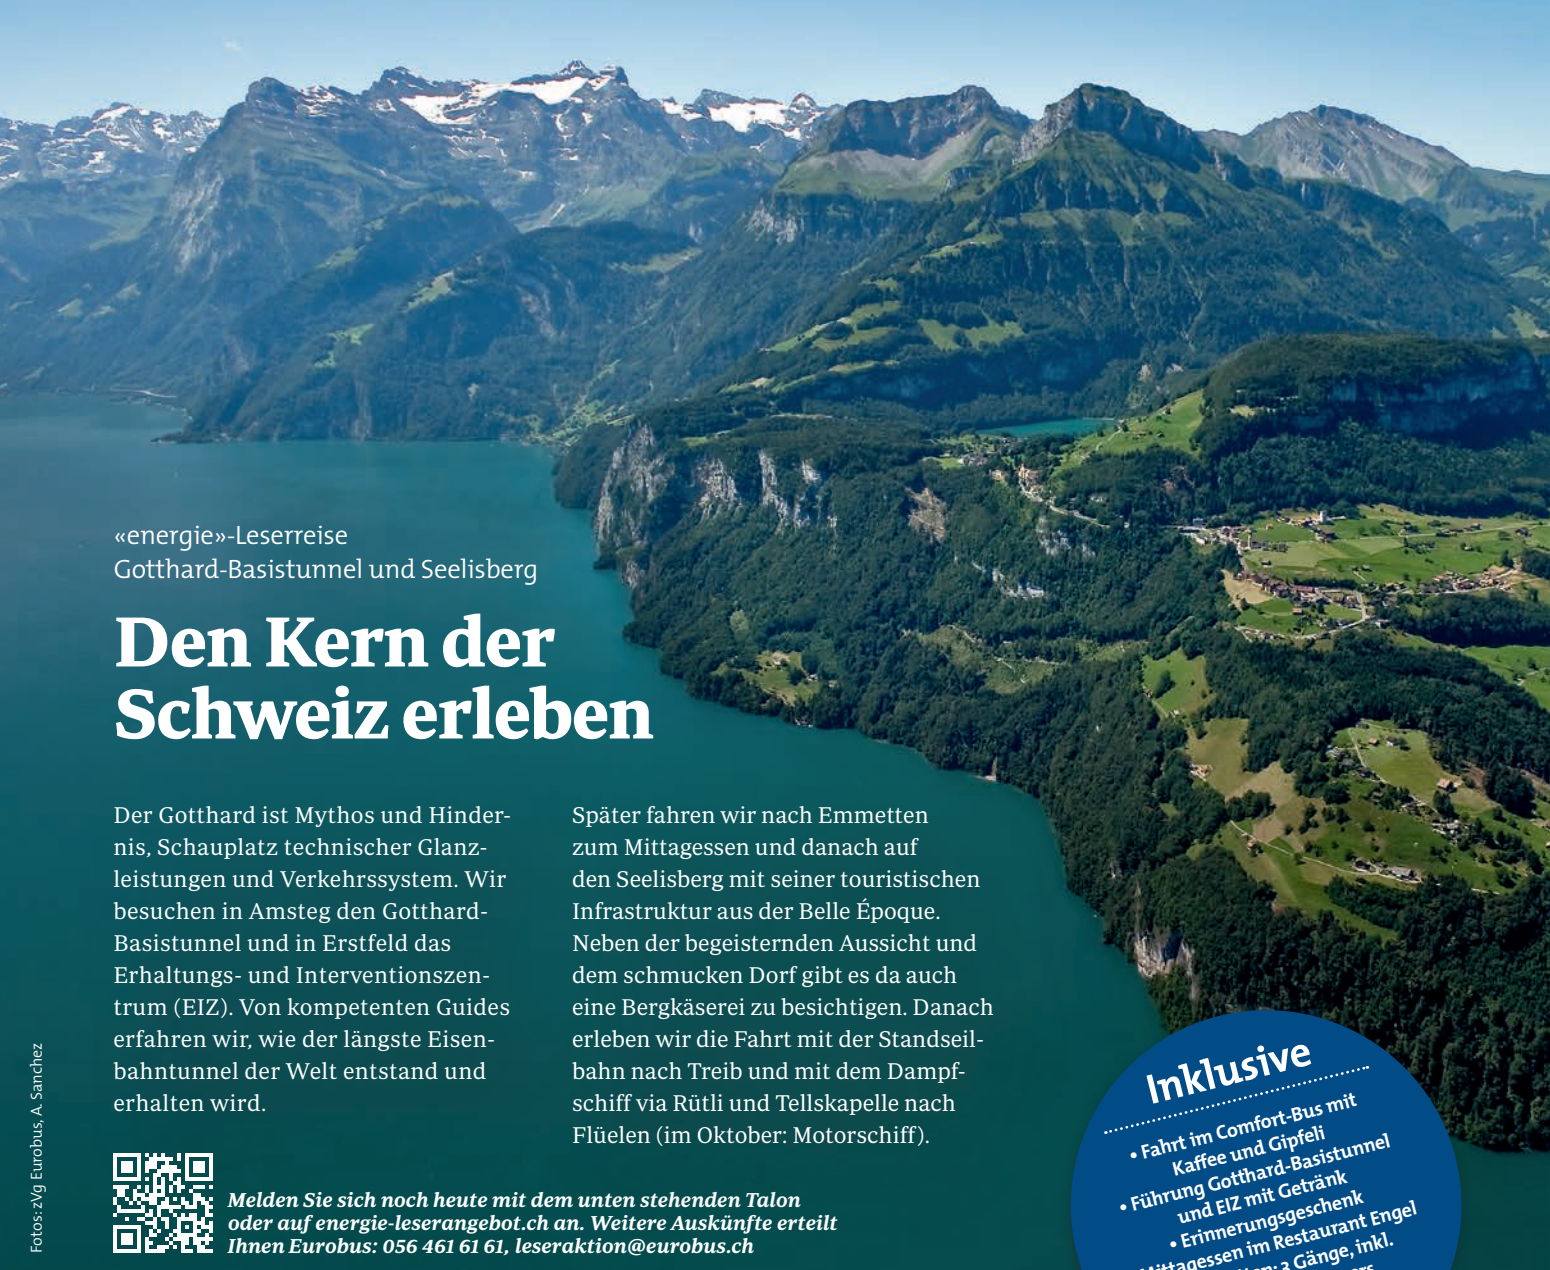 «energie»-Leserreise
Gotthard-Basistunnel und Seelisberg
Den Kern der
Schweiz erleben
Der Gotthard ist Mythos und Hinder-
nis, Schauplatz technischer Glanz-
leistungen und Verkehrssystem. Wir
besuchen in Amsteg den Gotthard-
Basistunnel und in Erstfeld das
Erhaltungs- und Interventionszen-
trum (EIZ). Von kompetenten Guides
erfahren wir, wie der längste Eisen-
bahntunnel der Welt entstand und
erhalten wird.
Später fahren wir nach Emmetten
zum Mittagessen und danach auf
den Seelisberg mit seiner touristischen
Infrastruktur aus der Belle Époque.
Neben der begeisternden Aussicht und
dem schmucken Dorf gibt es da auch
eine Bergkäserei zu besichtigen. Danach
erleben wir die Fahrt mit der Standseil-
bahn nach Treib und mit dem Dampf-
schiff via Rütli und Tellskapelle nach
Flüelen (im Oktober: Motorschiff).
Melden Sie sich noch heute mit dem unten stehenden Talon
oder auf energie-leserangebot.ch an. Weitere Auskünfte erteilt
Ihnen Eurobus: 056 461 61 61, leseraktion@eurobus.ch
Fotos: zVg Eurobus, A. Sanchez
Inklusive
• Fahrt im Comfort-Bus mit
Kaffee und Gipfeli
• Führung Gotthard-Basistunnel
und EIZ mit Getränk
• Erinnerungsgeschenk
Mittagessen im Restaurant Engel
3 Gänge, inkl.